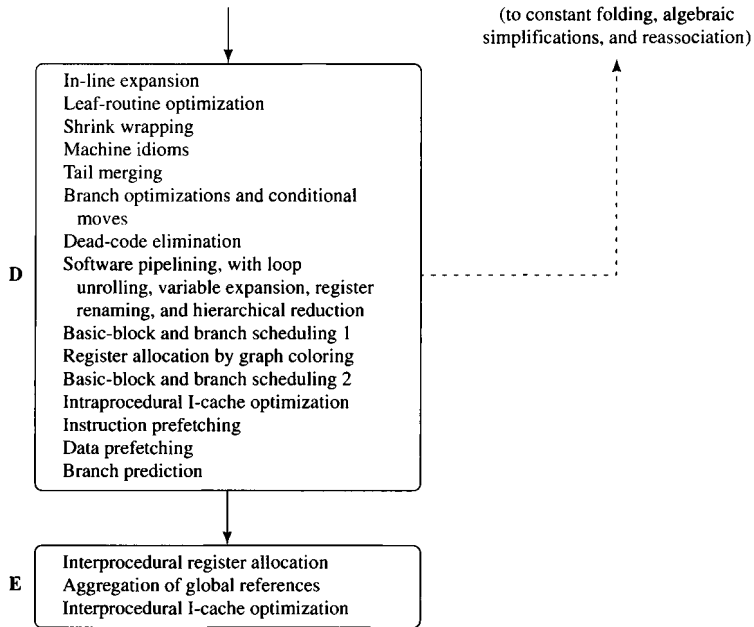 (to constant folding, algebraic
simplifications, and reassociation)
In-line expansion
Leaf-routine optimization
Shrink wrapping
Machine idioms
Tail merging
Branch optimizations and conditional
moves
Dead-code elimination
D
Software pipelining, with loop
unrolling, variable expansion, register
renaming, and hierarchical reduction
Basic-block and branch scheduling 1
Register allocation by graph coloring
Basic-block and branch scheduling 2
Intraprocedural I-cache optimization
Instruction prefetching
Data prefetching
Branch prediction
E
Interprocedural register allocation
Aggregation of global references
Interprocedural I-cache optimization